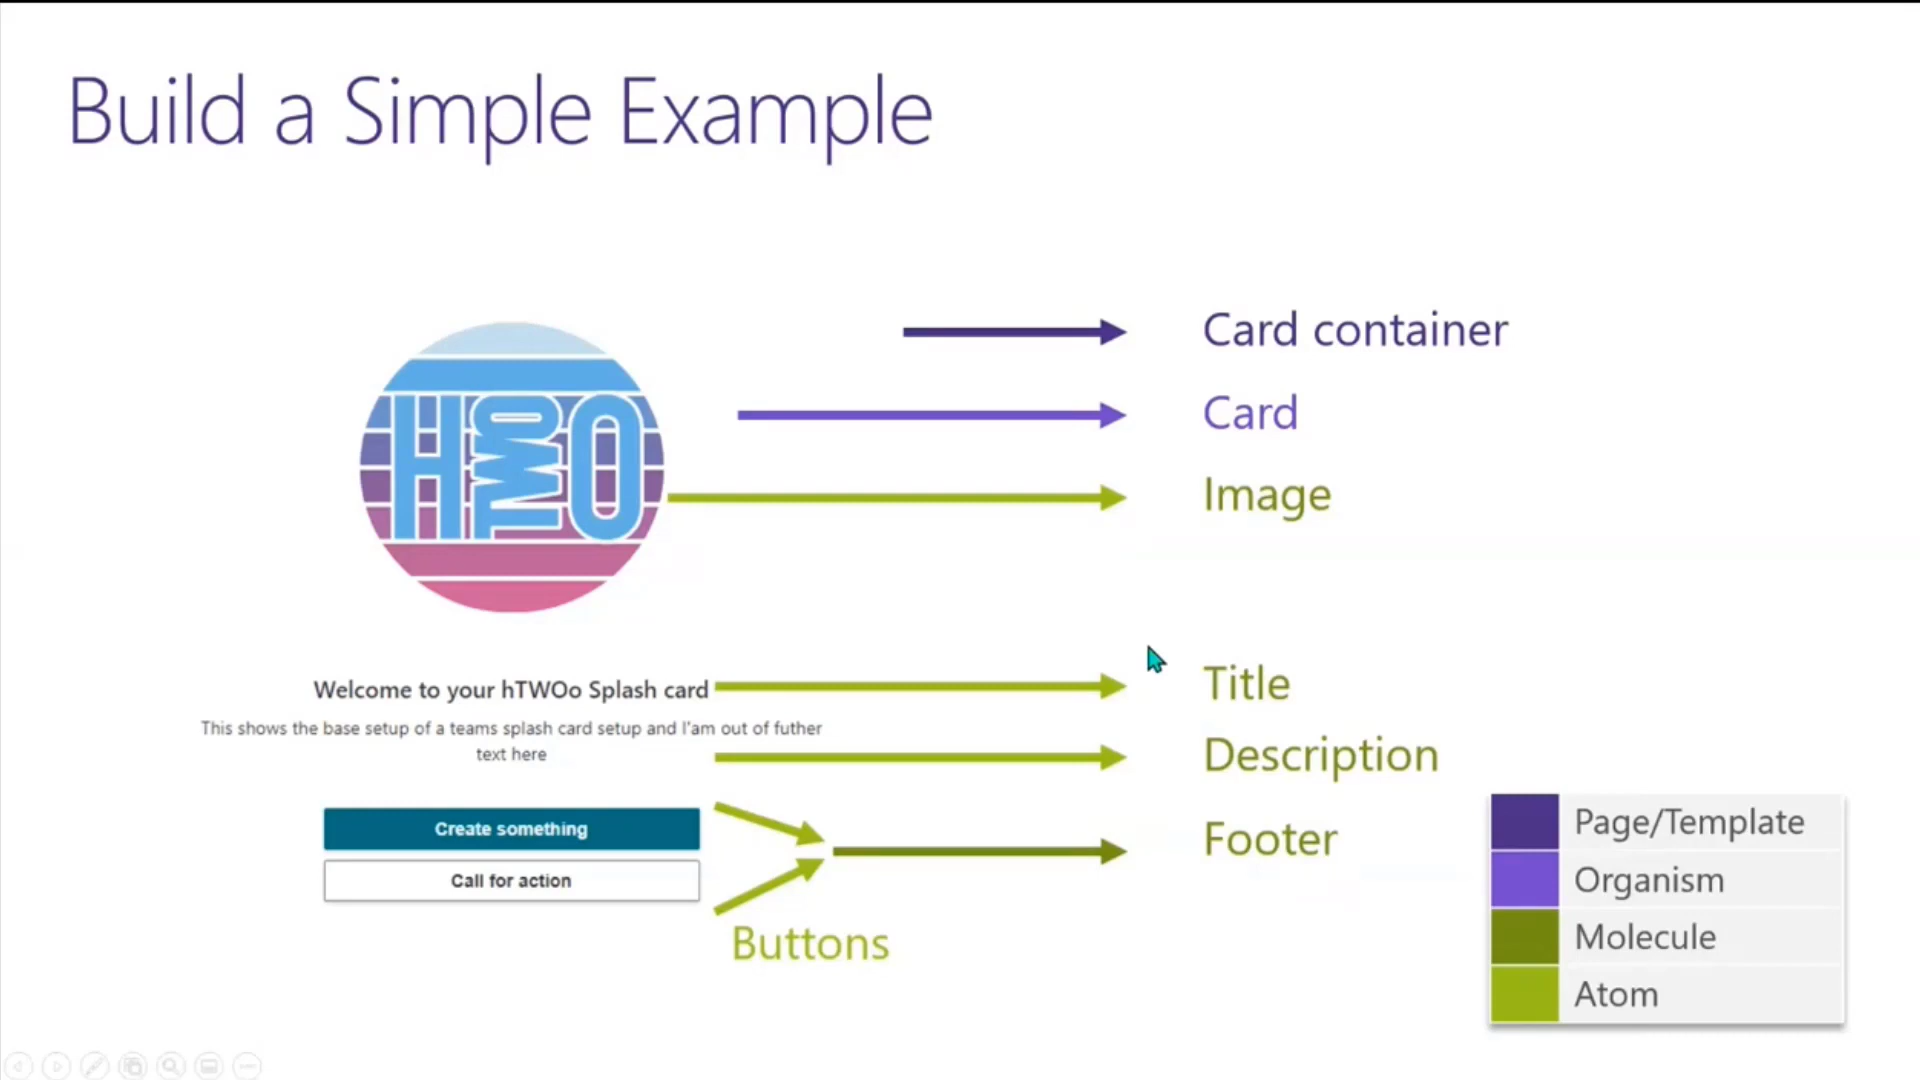 Build a Simple Example
Card container
Card
HTWOO
Image
Welcome to your hTWOo Splash card
Title
This shows the base setup of a teams splash card setup and I'am out of futher
text here
Description
Create something
Call for action
Footer
Buttons
Page/Template
Organism
Molecule
Atom